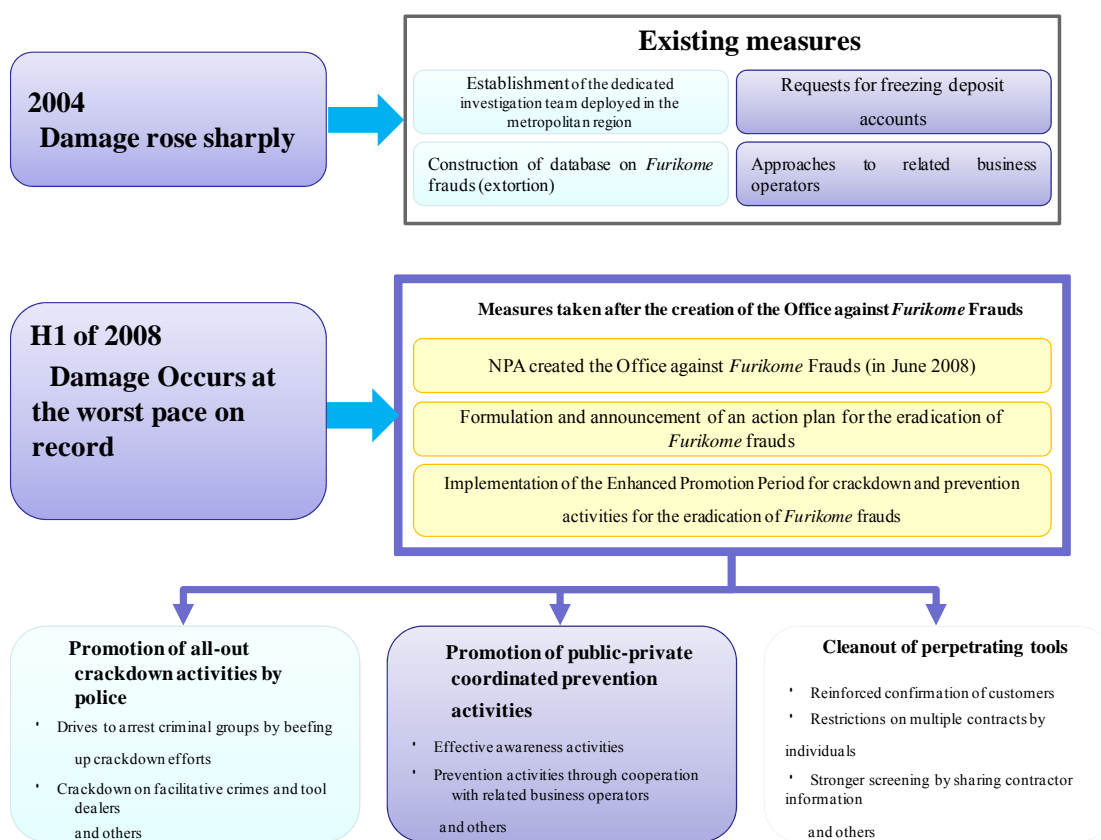 Existing measures
2004
Damage rose sharply
Establishment of the dedicated
investigation team deployed in the
metropolitan region
Requests for freezing deposit
accounts
Construction of database on Furikome
frauds (extortion)
Approaches to related business
operators
H1 of 2008
Damage Occurs at
the worst pace on
record
Measures taken after the creation of the Office against Furikome Frauds
NPA created the Office against Furikome Frauds (in June 2008)
Formulation and announcement of an action plan for the eradication of
Furikome frauds
Implementation of the Enhanced Promotion Period for crackdown and prevention
activities for the eradication of Furikome frauds
Promotion of all-out
crackdown activities by
police
・ Drives to arrest criminal groups by beefing
up crackdown efforts
・ Crackdown on facilitative crimes and tool
dealers
and others
Promotion of public-private
coordinated prevention
activities
・ Effective awareness activities
・ Prevention activities through cooperation
with related business operators
and others
Cleanout of perpetrating tools
・ Reinforced confirmation of customers
・ Restrictions on multiple contracts by
individuals
・ Stronger screening by sharing contractor
information
and others